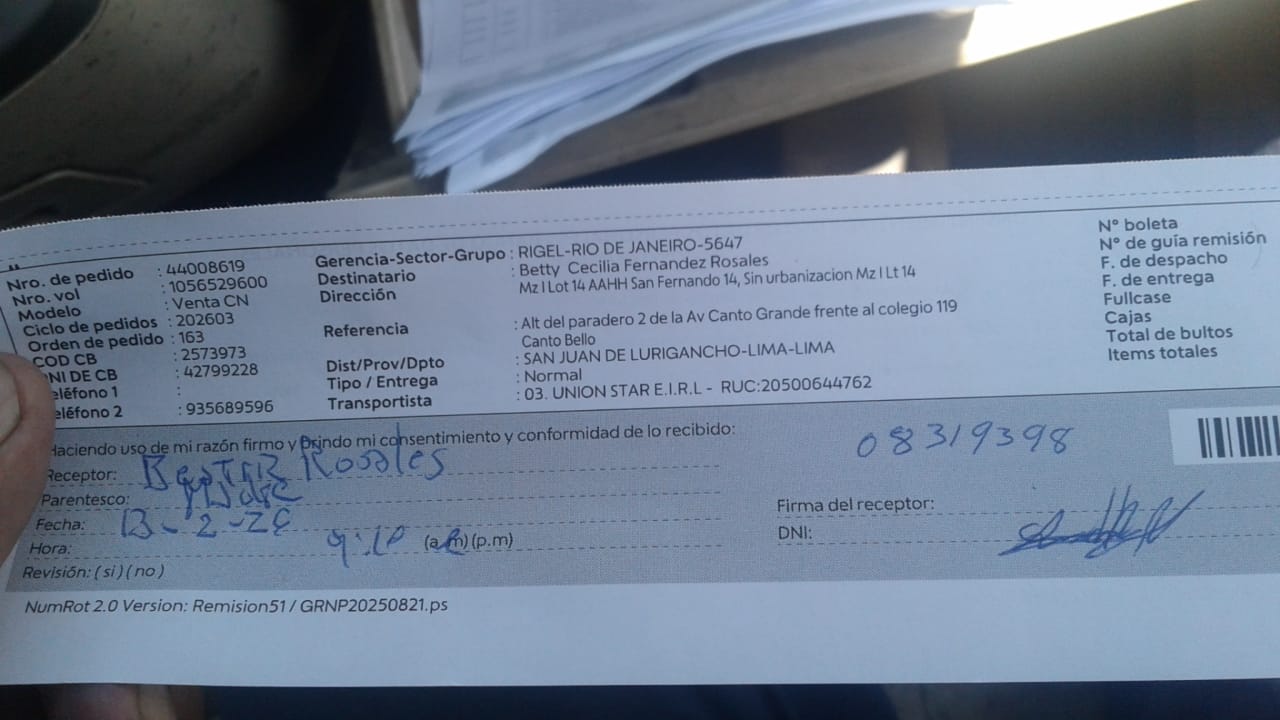 Nro. de pedido : 44008619
Nro. vol : 1056529600
Modelo : Venta CN
Ciclo de pedidos : 202603
Orden de pedido : 163
COD CB : 2573973
NI DE CB : 42799228
eléfono 1 :
eléfono 2 : 935689596
Gerencia-Sector-Grupo : RIGEL-RIO DE JANEIRO-5647
Destinatario : Betty Cecilia Fernandez Rosales
Dirección Mz I Lot 14 AAHH San Fernando 14, Sin urbanizacion Mz I Lt 14
Referencia : Alt del paradero 2 de la Av Canto Grande frente al colegio 119
Canto Bello
Dist/Prov/Dpto : SAN JUAN DE LURIGANCHO-LIMA-LIMA
Tipo / Entrega : Normal
Transportista : 03. UNION STAR E.I.R.L - RUC:20500644762
N° boleta
N° de guía remisión
F. de despacho
F. de entrega
Fullcase
Cajas
Total de bultos
Items totales
Haciendo uso de mi razón firmo y brindo mi consentimiento y conformidad de lo recibido:
Receptor: Rosales
Parentesco:
Fecha: 13-2-26
Hora: (a.m) (p.m)
Revisión: ( si ) ( no )
08319398
Firma del receptor:
DNI:
NumRot 2.0 Version: Remision51 / GRNP20250821.ps